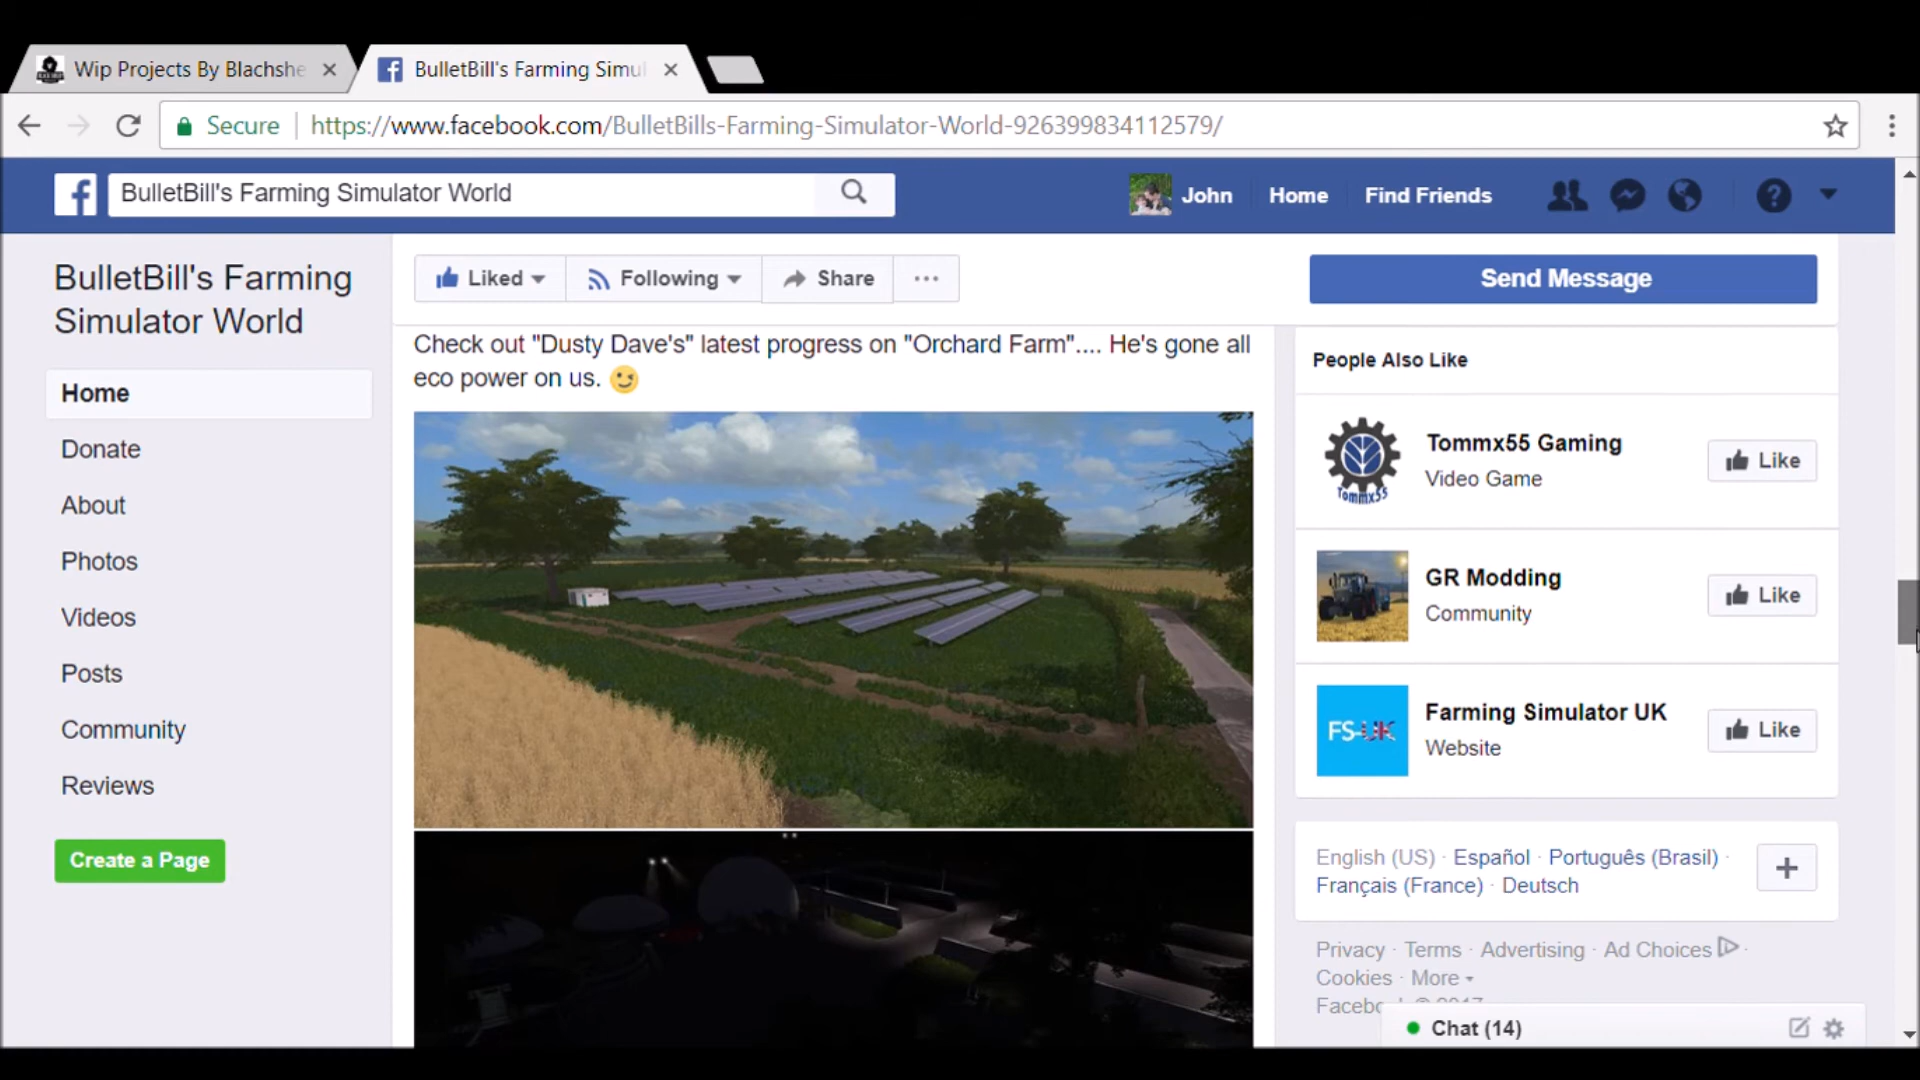 Wip Projects By Blachshe
BulletBill's Farming Simul
Secure
https://www.facebook.com/BulletBills-Farming-Simulator-World-926399834112579/
BulletBill's Farming Simulator World
John
Home
Find Friends
BulletBill's Farming
Simulator World
Home
Donate
About
Photos
Videos
Posts
Community
Reviews
Create a Page
Liked
Following
Share
Send Message
Check out "Dusty Dave's" latest progress on "Orchard Farm".... He's gone all
eco power on us. 😉
People Also Like
Tommx55
Tommx55 Gaming
Video Game
Like
GR Modding
Community
Like
FS-UK
Farming Simulator UK
Website
Like
English (US) · Español · Português (Brasil) ·
Français (France) · Deutsch
Privacy · Terms · Advertising · Ad Choices ·
Cookies · More
Facebo
Chat (14)